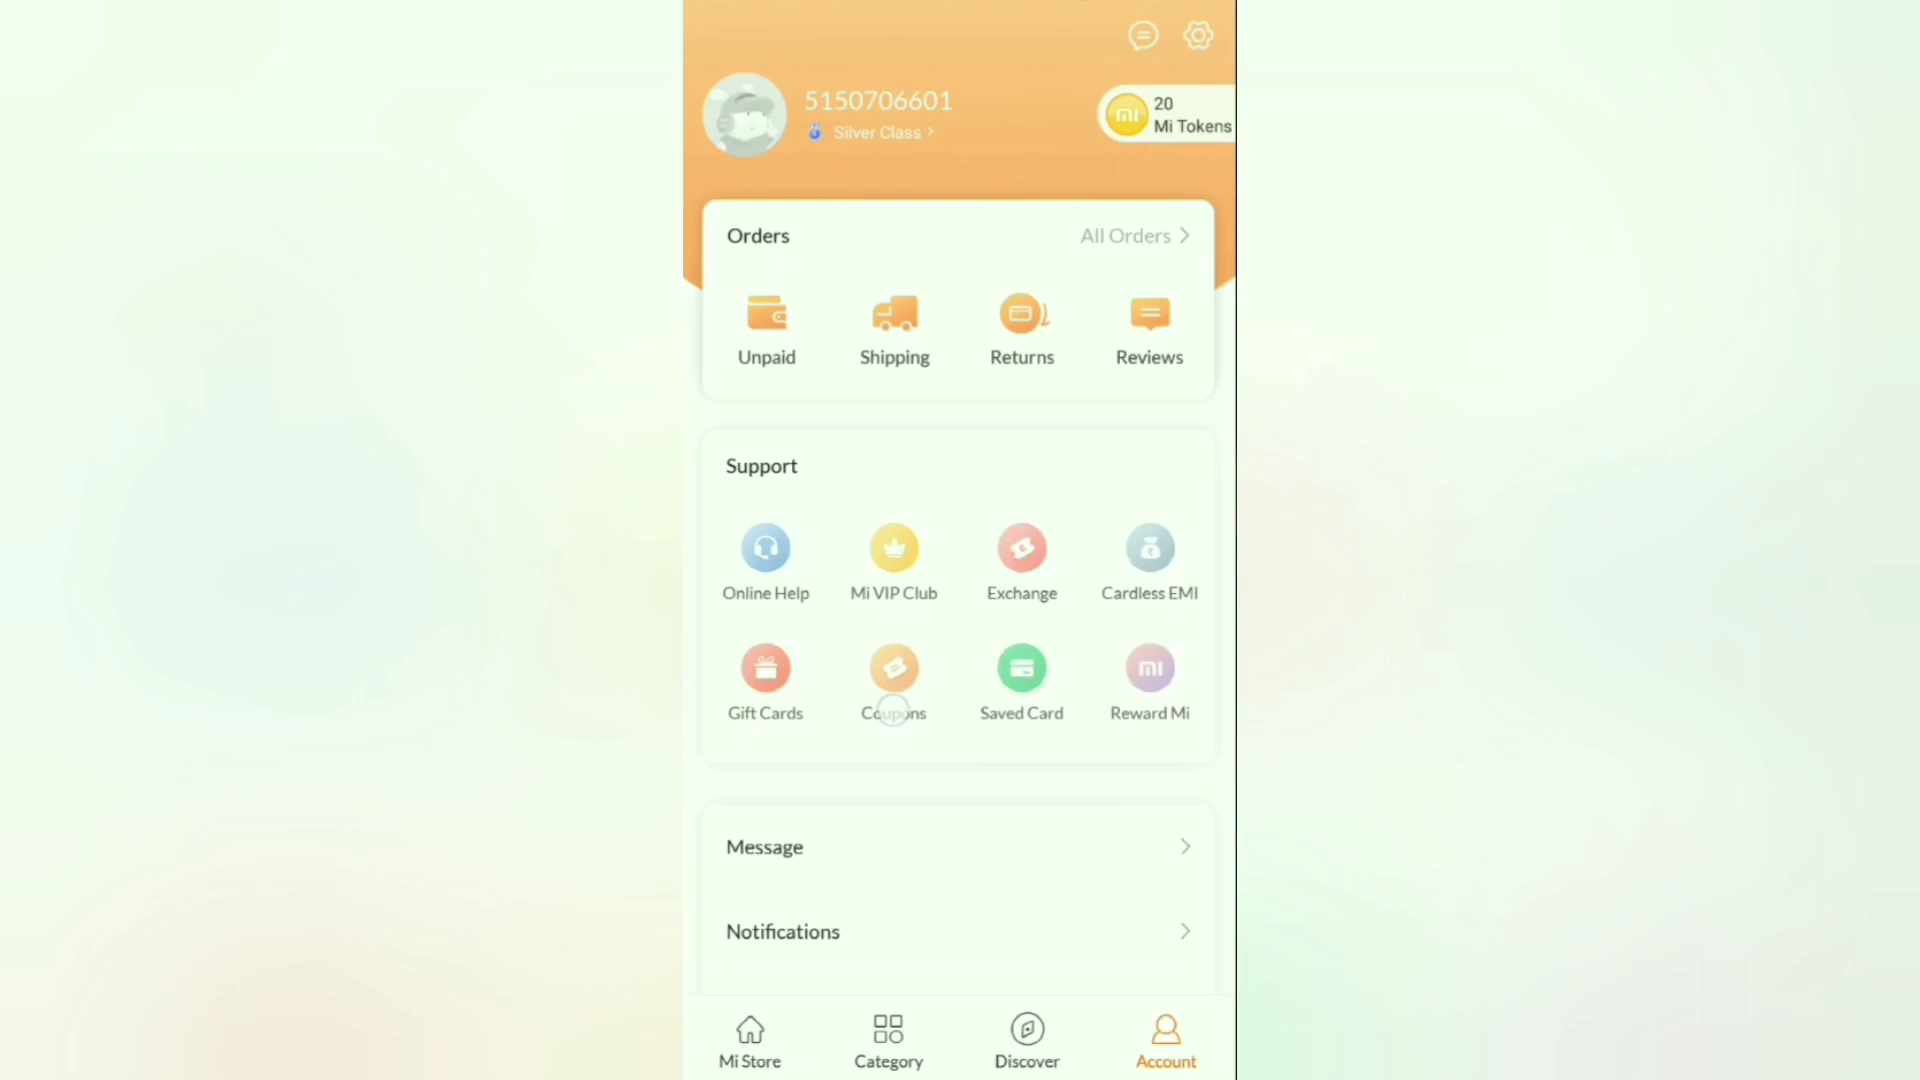 5150706601
Silver Class
20
Mi Tokens
Orders
All Orders
Unpaid
Shipping
Returns
Reviews
Support
Online Help
Mi VIP Club
Exchange
Cardless EMI
Gift Cards
Coupons
Saved Card
Reward Mi
Message
Notifications
Mi Store
Category
Discover
Account